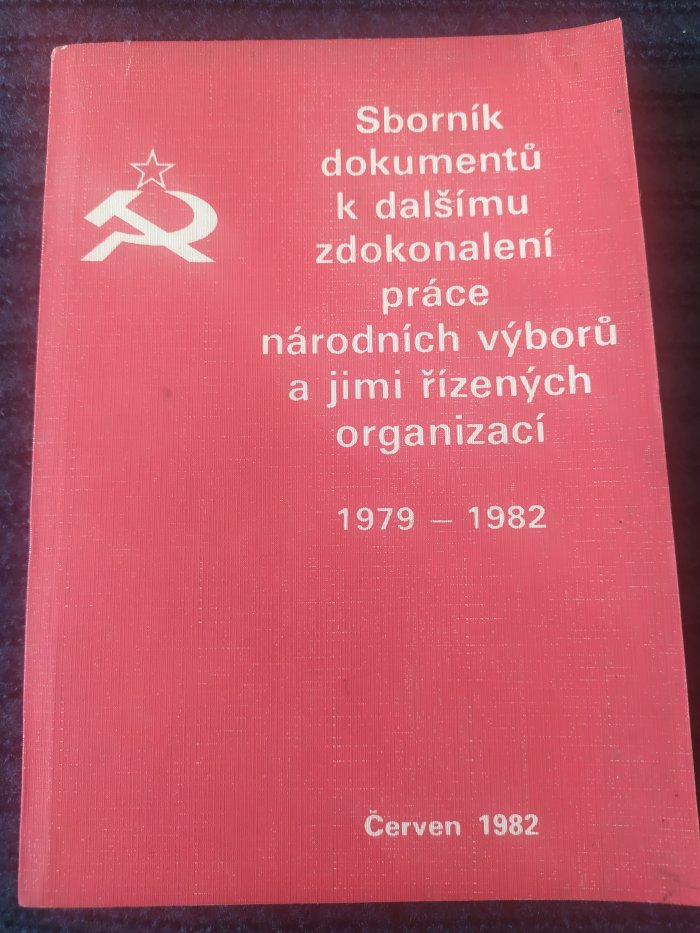 Sborník
dokumentů
k dalšímu
zdokonalení
práce
národních výborů
a jimi řízených
organizací
1979 – 1982
Červen 1982